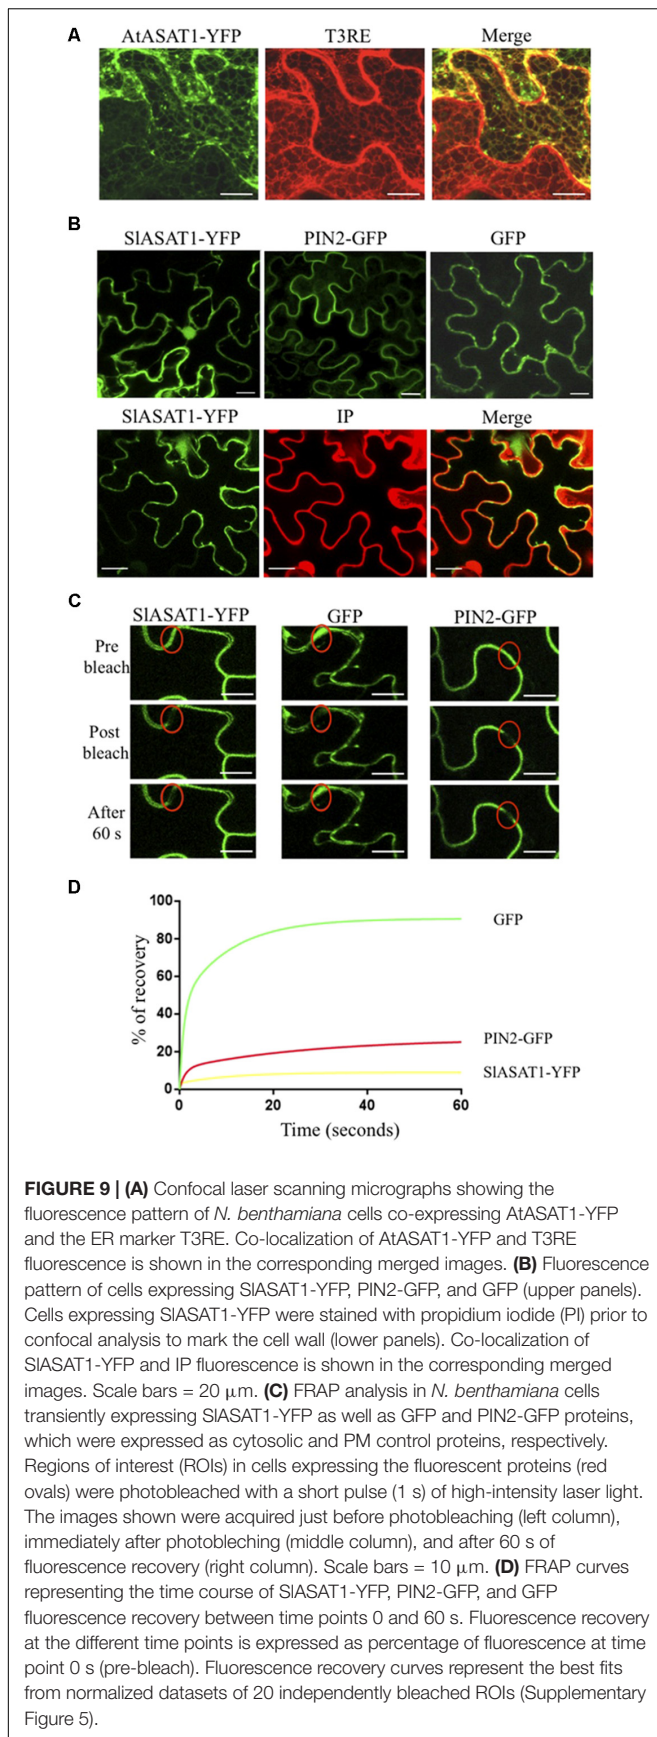 A
AtASAT1-YFP T3RE Merge
B
SlASAT1-YFP PIN2-GFP GFP
SlASAT1-YFP IP Merge
C
SlASAT1-YFP GFP PIN2-GFP
Pre
bleach
Post
bleach
After
60 s
D
% of recovery
100
80
60
40
20
0
0 20 40 60
Time (seconds)
GFP
PIN2-GFP
SlASAT1-YFP
FIGURE 9 | (A) Confocal laser scanning micrographs showing the
fluorescence pattern of N. benthamiana cells co-expressing AtASAT1-YFP
and the ER marker T3RE. Co-localization of AtASAT1-YFP and T3RE
fluorescence is shown in the corresponding merged images. (B) Fluorescence
pattern of cells expressing SlASAT1-YFP, PIN2-GFP, and GFP (upper panels).
Cells expressing SlASAT1-YFP were stained with propidium iodide (PI) prior to
confocal analysis to mark the cell wall (lower panels). Co-localization of
SlASAT1-YFP and IP fluorescence is shown in the corresponding merged
images. Scale bars = 20 μm. (C) FRAP analysis in N. benthamiana cells
transiently expressing SlASAT1-YFP as well as GFP and PIN2-GFP proteins,
which were expressed as cytosolic and PM control proteins, respectively.
Regions of interest (ROIs) in cells expressing the fluorescent proteins (red
ovals) were photobleached with a short pulse (1 s) of high-intensity laser light.
The images shown were acquired just before photobleaching (left column),
immediately after photobleching (middle column), and after 60 s of
fluorescence recovery (right column). Scale bars = 10 μm. (D) FRAP curves
representing the time course of SlASAT1-YFP, PIN2-GFP, and GFP
fluorescence recovery between time points 0 and 60 s. Fluorescence recovery
at the different time points is expressed as percentage of fluorescence at time
point 0 s (pre-bleach). Fluorescence recovery curves represent the best fits
from normalized datasets of 20 independently bleached ROIs (Supplementary
Figure 5).